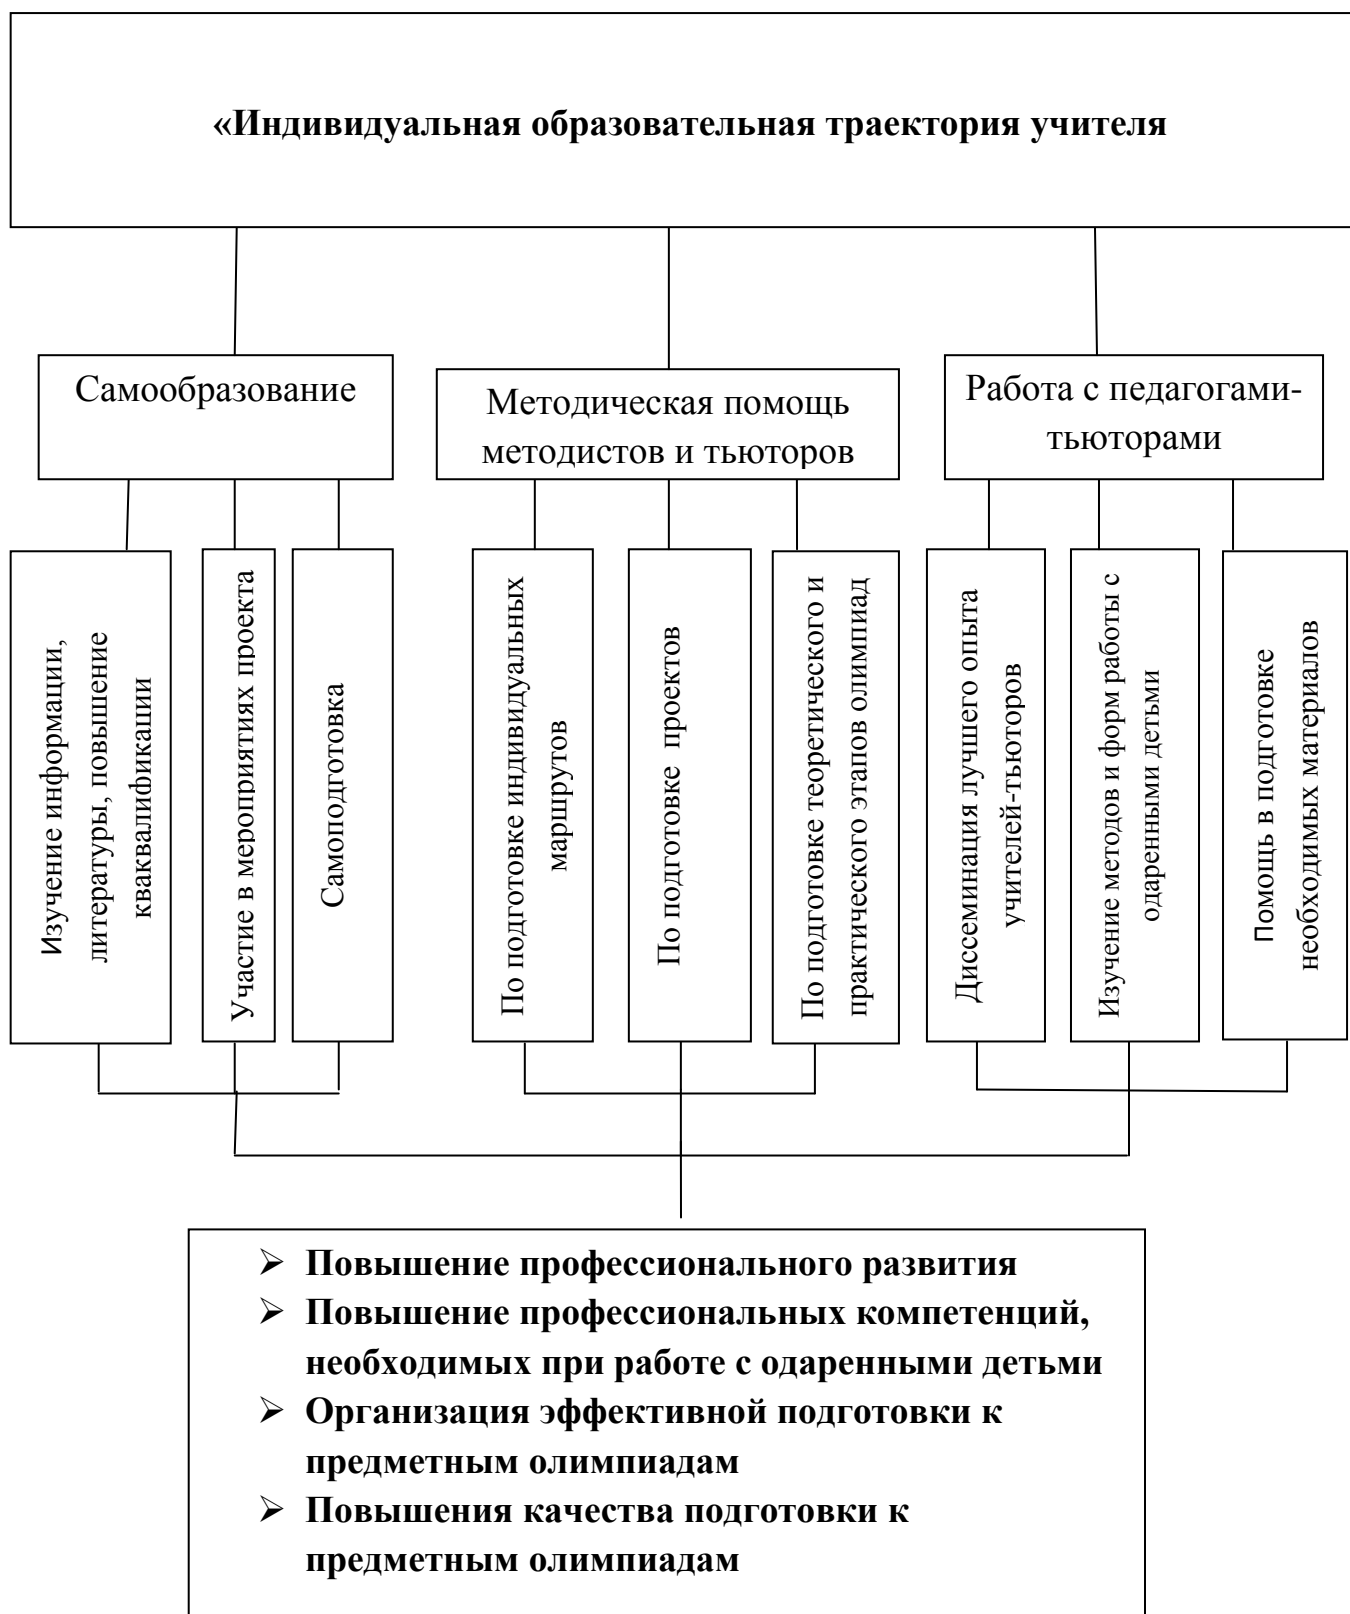 «Индивидуальная образовательная траектория учителя
Самообразование
Методическая помощь
методистов и тьюторов
Работа с педагогами-
тьюторами
Изучение информации,
литературы, повышение
кваквалификации
Участие в мероприятиях проекта
Самоподготовка
По подготовке индивидуальных
маршрутов
По подготовке проектов
По подготовке теоретического и
практического этапов олимпиад
Диссеминация лучшего опыта
учителей-тьюторов
Изучение методов и форм работы с
одаренными детьми
Помощь в подготовке
необходимых материалов
➢ Повышение профессионального развития
➢ Повышение профессиональных компетенций,
необходимых при работе с одаренными детьми
➢ Организация эффективной подготовки к
предметным олимпиадам
➢ Повышения качества подготовки к
предметным олимпиадам